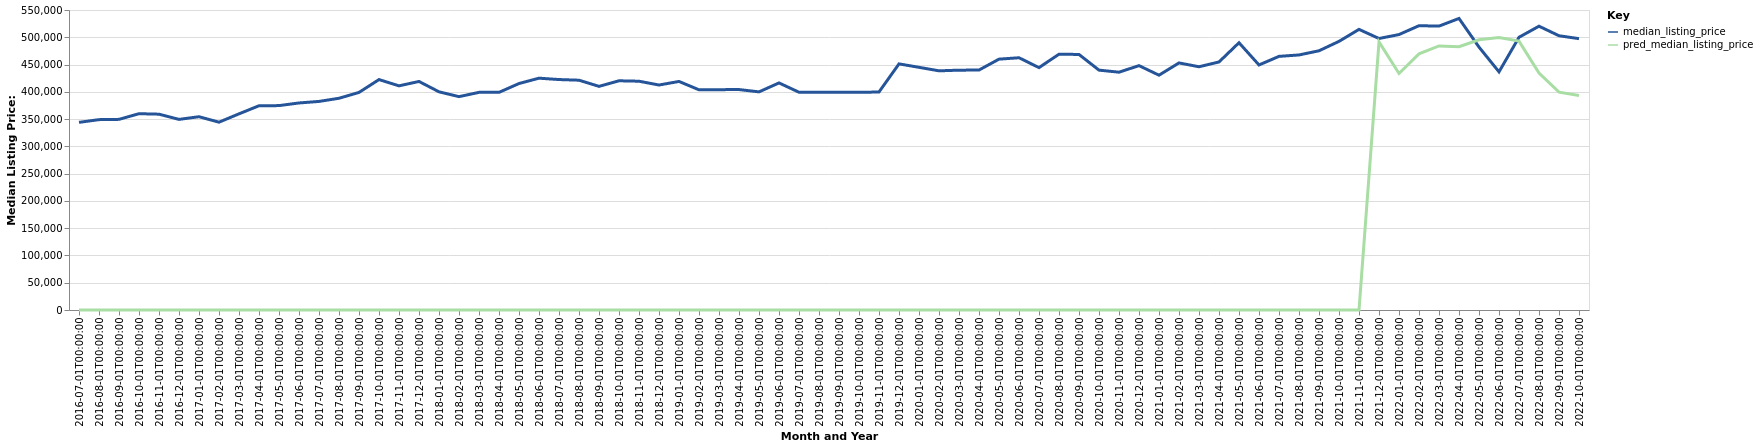 550,000
500,000
450,000
400,000
350,000
300,000
250,000
200,000
150,000
100,000
50,000
0
Median Listing Price:
2016-07-01T00:00:00
2016-08-01T00:00:00
2016-09-01T00:00:00
2016-10-01T00:00:00
2016-11-01T00:00:00
2016-12-01T00:00:00
2017-01-01T00:00:00
2017-02-01T00:00:00
2017-03-01T00:00:00
2017-04-01T00:00:00
2017-05-01T00:00:00
2017-06-01T00:00:00
2017-07-01T00:00:00
2017-08-01T00:00:00
2017-09-01T00:00:00
2017-10-01T00:00:00
2017-11-01T00:00:00
2017-12-01T00:00:00
2018-01-01T00:00:00
2018-02-01T00:00:00
2018-03-01T00:00:00
2018-04-01T00:00:00
2018-05-01T00:00:00
2018-06-01T00:00:00
2018-07-01T00:00:00
2018-08-01T00:00:00
2018-09-01T00:00:00
2018-10-01T00:00:00
2018-11-01T00:00:00
2018-12-01T00:00:00
2019-01-01T00:00:00
2019-02-01T00:00:00
2019-03-01T00:00:00
2019-04-01T00:00:00
2019-05-01T00:00:00
2019-06-01T00:00:00
2019-07-01T00:00:00
2019-08-01T00:00:00
2019-09-01T00:00:00
2019-10-01T00:00:00
2019-11-01T00:00:00
2019-12-01T00:00:00
2020-01-01T00:00:00
2020-02-01T00:00:00
2020-03-01T00:00:00
2020-04-01T00:00:00
2020-05-01T00:00:00
2020-06-01T00:00:00
2020-07-01T00:00:00
2020-08-01T00:00:00
2020-09-01T00:00:00
2020-10-01T00:00:00
2020-11-01T00:00:00
2020-12-01T00:00:00
2021-01-01T00:00:00
2021-02-01T00:00:00
2021-03-01T00:00:00
2021-04-01T00:00:00
2021-05-01T00:00:00
2021-06-01T00:00:00
2021-07-01T00:00:00
2021-08-01T00:00:00
2021-09-01T00:00:00
2021-10-01T00:00:00
2021-11-01T00:00:00
2021-12-01T00:00:00
2022-01-01T00:00:00
2022-02-01T00:00:00
2022-03-01T00:00:00
2022-04-01T00:00:00
2022-05-01T00:00:00
2022-06-01T00:00:00
2022-07-01T00:00:00
2022-08-01T00:00:00
2022-09-01T00:00:00
2022-10-01T00:00:00
Month and Year
Key
median_listing_price
pred_median_listing_price